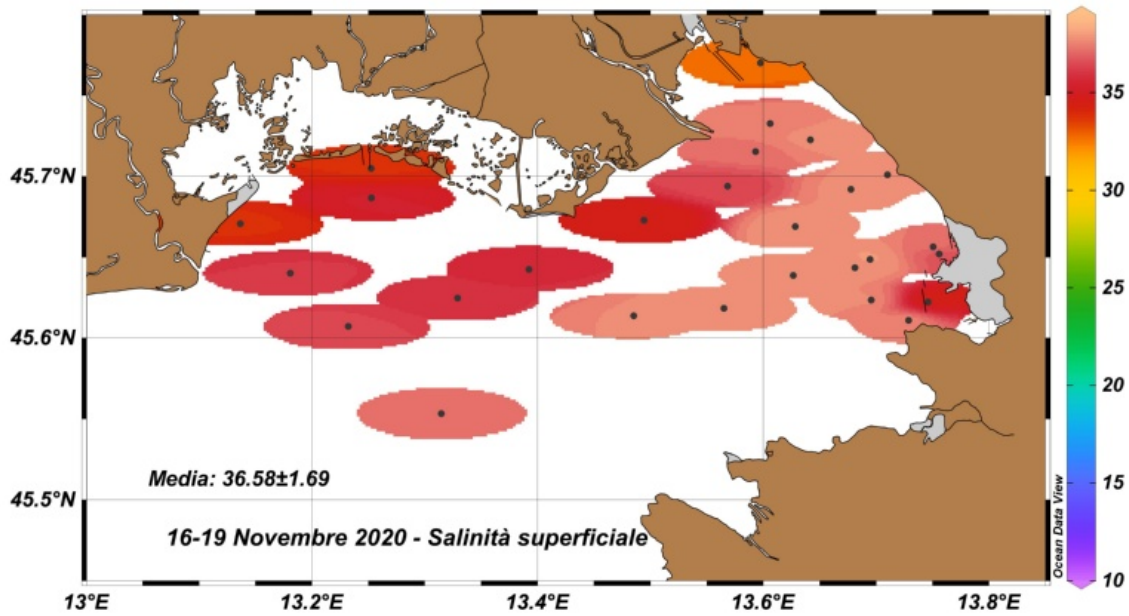 45.7°N
45.6°N
45.5°N
Media: 36.58±1.69
16-19 Novembre 2020 - Salinità superficiale
13°E
13.2°E
13.4°E
13.6°E
13.8°E
Ocean Data View
35
30
25
20
15
10